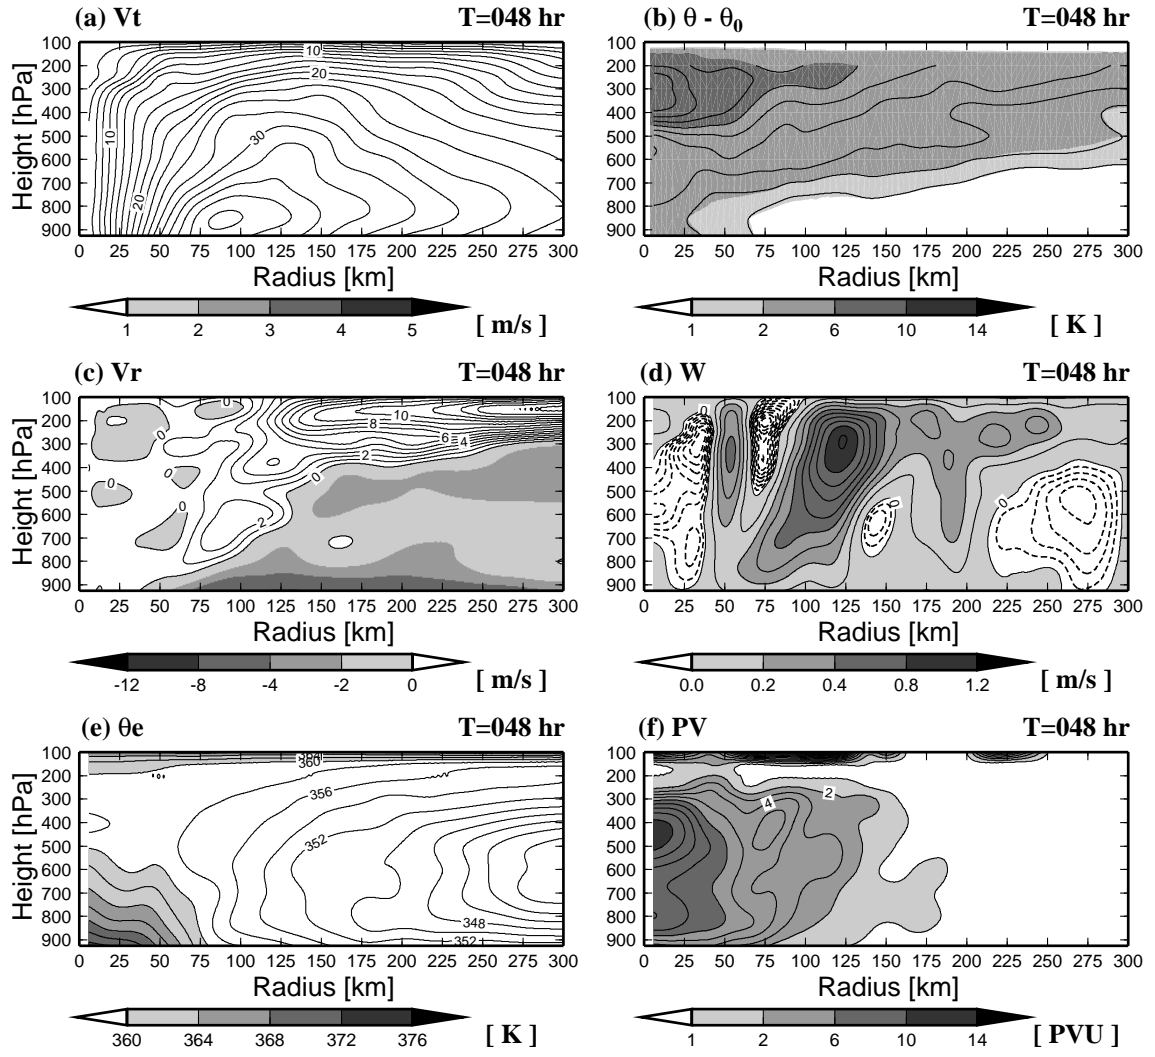 (a) Vt T=048 hr (b) θ - θ0 T=048 hr
100 200 300 400 500 600 700 800 900
Height [hPa]
10 20 10 30 20
0 25 50 75 100 125 150 175 200 225 250 275 300
Radius [km]
1 2 3 4 5 [ m/s ]
100 200 300 400 500 600 700 800 900
0 25 50 75 100 125 150 175 200 225 250 275 300
Radius [km]
1 2 6 10 14 [ K ]
(c) Vr T=048 hr (d) W T=048 hr
100 200 300 400 500 600 700 800 900
Height [hPa]
0 10 8 0 6 4 2 0 0 0 2
0 25 50 75 100 125 150 175 200 225 250 275 300
Radius [km]
-12 -8 -4 -2 0 [ m/s ]
100 200 300 400 500 600 700 800 900
0 0 0
0 25 50 75 100 125 150 175 200 225 250 275 300
Radius [km]
0.0 0.2 0.4 0.8 1.2 [ m/s ]
(e) θe T=048 hr (f) PV T=048 hr
100 200 300 400 500 600 700 800 900
Height [hPa]
360 356 352 348 352
0 25 50 75 100 125 150 175 200 225 250 275 300
Radius [km]
360 364 368 372 376 [ K ]
100 200 300 400 500 600 700 800 900
2 4
0 25 50 75 100 125 150 175 200 225 250 275 300
Radius [km]
1 2 6 10 14 [ PVU ]